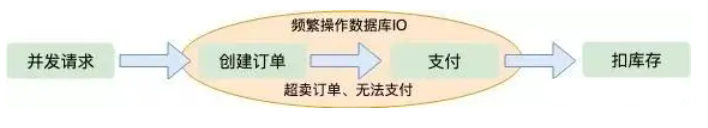 频繁操作数据库IO
并发请求
创建订单
支付
扣库存
超卖订单、无法支付